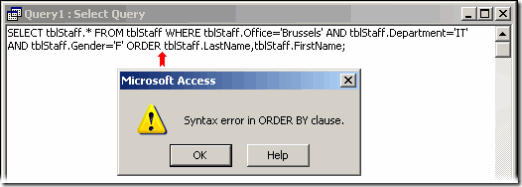 Query1 : Select Query
SELECT tblStaff.* FROM tblStaff WHERE tblStaff.Office='Brussels' AND tblStaff.Department='IT'
AND tblStaff.Gender='F' ORDER tblStaff.LastName,tblStaff.FirstName;
Microsoft Access
Syntax error in ORDER BY clause.
OK
Help